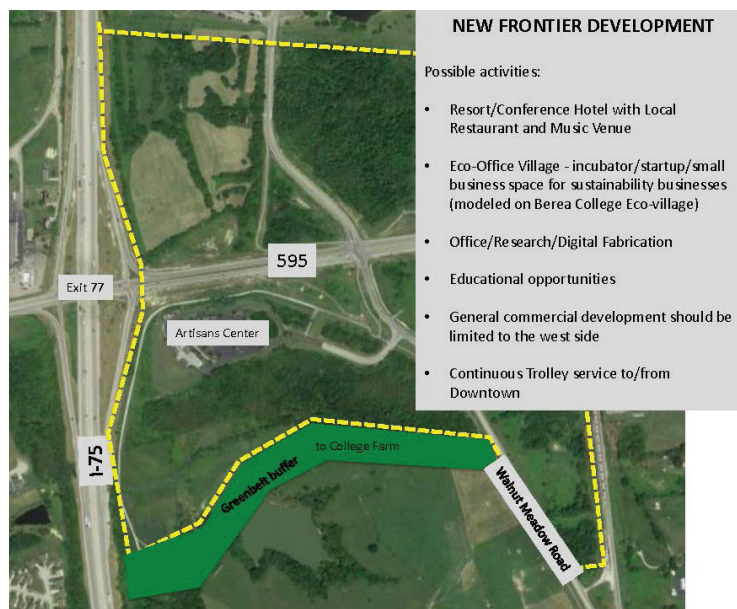 NEW FRONTIER DEVELOPMENT
Possible activities:
• Resort/Conference Hotel with Local
Restaurant and Music Venue
• Eco-Office Village - incubator/startup/small
business space for sustainability businesses
(modeled on Berea College Eco-village)
• Office/Research/Digital Fabrication
• Educational opportunities
• General commercial development should be
limited to the west side
• Continuous Trolley service to/from
Downtown
595
Exit 77
Artisans Center
I-75
to College Farm
Greenbelt buffer
Walnut Meadow Road